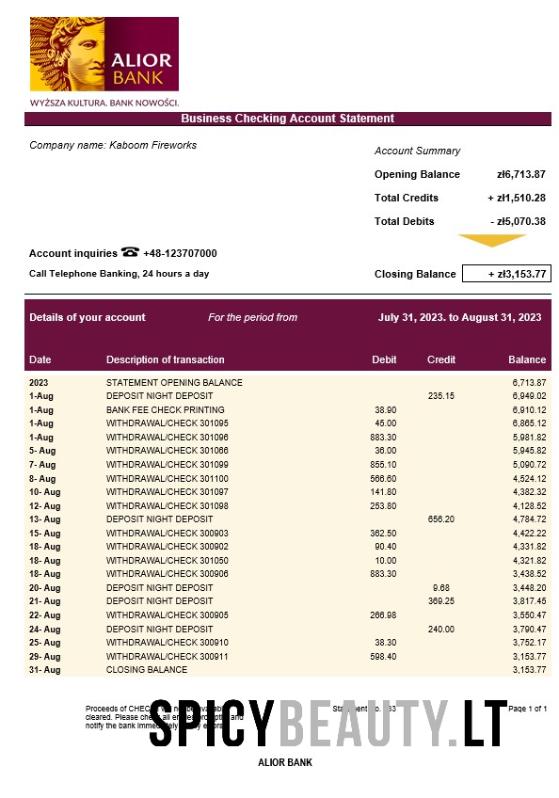 ALIOR
BANK
WYŻSZA KULTURA. BANK NOWOŚCI.
Business Checking Account Statement
Company name: Kaboom Fireworks
Account Summary
Opening Balance zł6,713.87
Total Credits + zł1,510.28
Total Debits - zł5,070.38
Account inquiries ☎ +48-123707000
Call Telephone Banking, 24 hours a day
Closing Balance + zł3,153.77
Details of your account For the period from July 31, 2023. to August 31, 2023
Date Description of transaction Debit Credit Balance
2023 STATEMENT OPENING BALANCE 6,713.87
1-Aug DEPOSIT NIGHT DEPOSIT 235.15 6,949.02
1-Aug BANK FEE CHECK PRINTING 38.90 6,910.12
1-Aug WITHDRAWAL/CHECK 301095 45.00 6,865.12
1-Aug WITHDRAWAL/CHECK 301096 883.30 5,981.82
5- Aug WITHDRAWAL/CHECK 301066 36.00 5,945.82
7- Aug WITHDRAWAL/CHECK 301099 855.10 5,090.72
8- Aug WITHDRAWAL/CHECK 301100 566.60 4,524.12
10- Aug WITHDRAWAL/CHECK 301097 141.80 4,382.32
12- Aug WITHDRAWAL/CHECK 301098 253.80 4,128.52
13- Aug DEPOSIT NIGHT DEPOSIT 656.20 4,784.72
15- Aug WITHDRAWAL/CHECK 300903 362.50 4,422.22
18- Aug WITHDRAWAL/CHECK 300902 90.40 4,331.82
18- Aug WITHDRAWAL/CHECK 301050 10.00 4,321.82
18- Aug WITHDRAWAL/CHECK 300906 883.30 3,438.52
20- Aug DEPOSIT NIGHT DEPOSIT 9.68 3,448.20
21- Aug DEPOSIT NIGHT DEPOSIT 369.25 3,817.45
22- Aug WITHDRAWAL/CHECK 300905 266.98 3,550.47
24- Aug DEPOSIT NIGHT DEPOSIT 240.00 3,790.47
25- Aug WITHDRAWAL/CHECK 300910 38.30 3,752.17
29- Aug WITHDRAWAL/CHECK 300911 598.40 3,153.77
31- Aug CLOSING BALANCE 3,153.77
Proceeds of Page 1 of 1
cleared. Please
notify the bank
SPICYBEAUTY.LT
ALIOR BANK